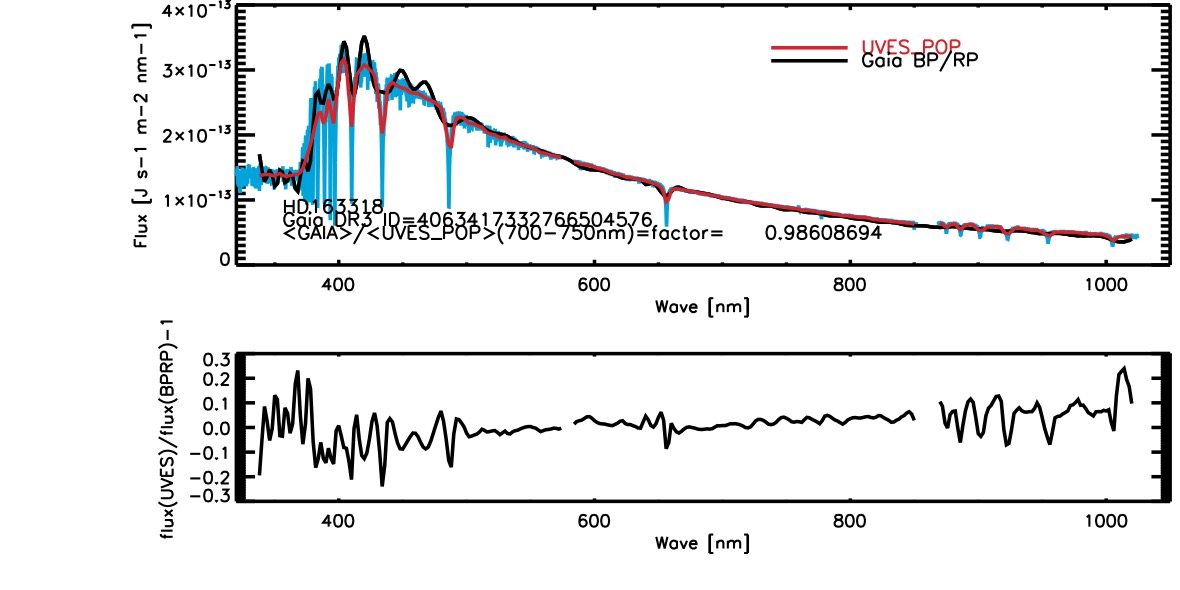 4×10-13
3×10-13
2×10-13
1×10-13
0
Flux [J s-1 m-2 nm-1]
UVES_POP
Gaia BP/RP
HD163318
Gaia DR3 ID=4063417332766504576
<GAIA>/<UVES_POP>(700-750nm)=factor= 0.98608694
400 600 800 1000
Wave [nm]
0.3
0.2
0.1
0.0
-0.1
-0.2
-0.3
flux(UVES)/flux(BPRP)-1
400 600 800 1000
Wave [nm]